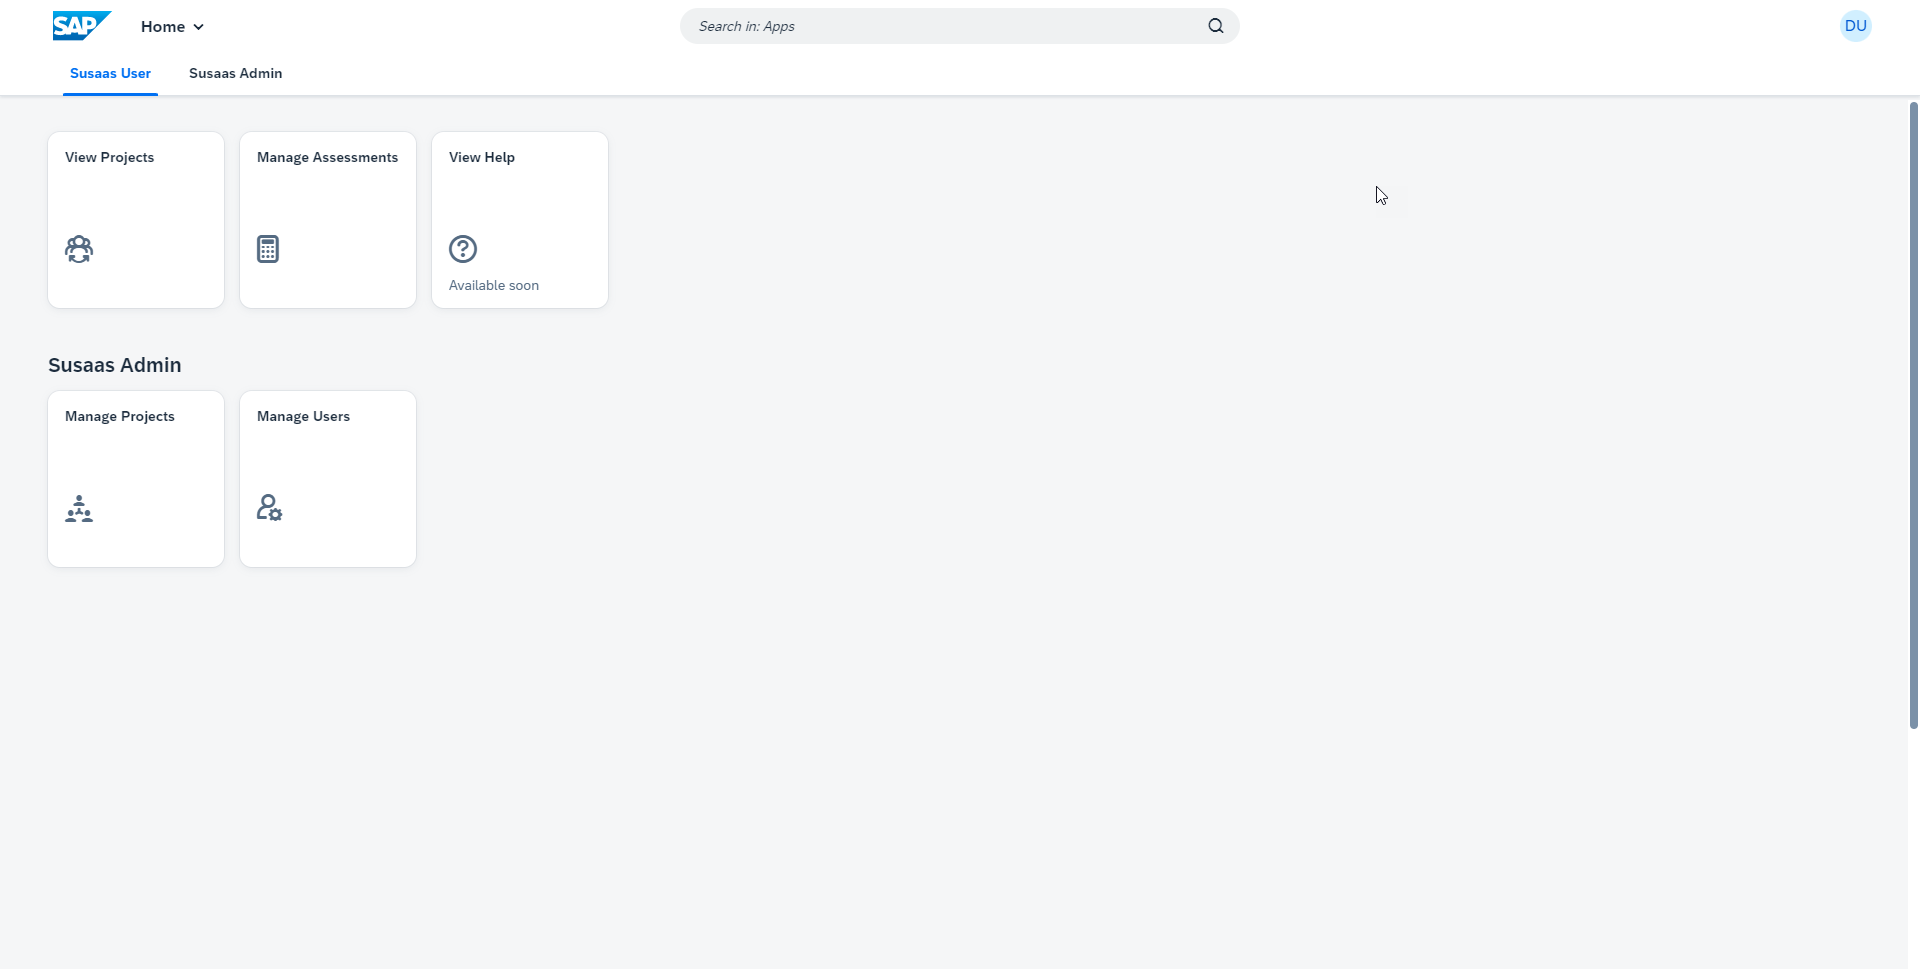 SAP
Home
Search in: Apps
DU
Susaas User
Susaas Admin
View Projects
Manage Assessments
View Help
Available soon
Susaas Admin
Manage Projects
Manage Users